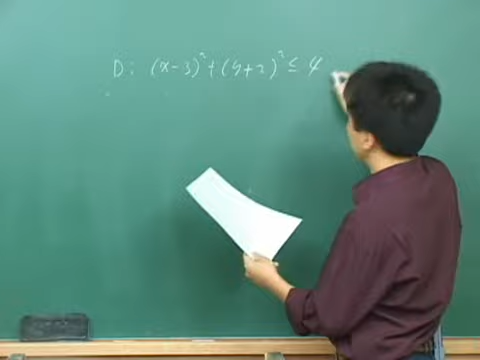 D: (x-3)² + (y+2)² ≤ 4